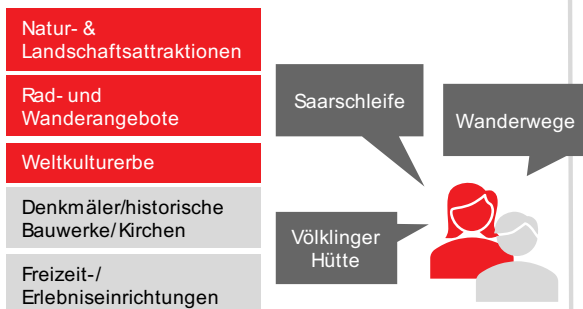 Natur- &
Landschaftsattraktionen
Rad- und
Wanderangebote
Weltkulturerbe
Denkmäler/historische
Bauwerke/Kirchen
Freizeit-/
Erlebniseinrichtungen
Saarschleife
Wanderwege
Völklinger
Hütte